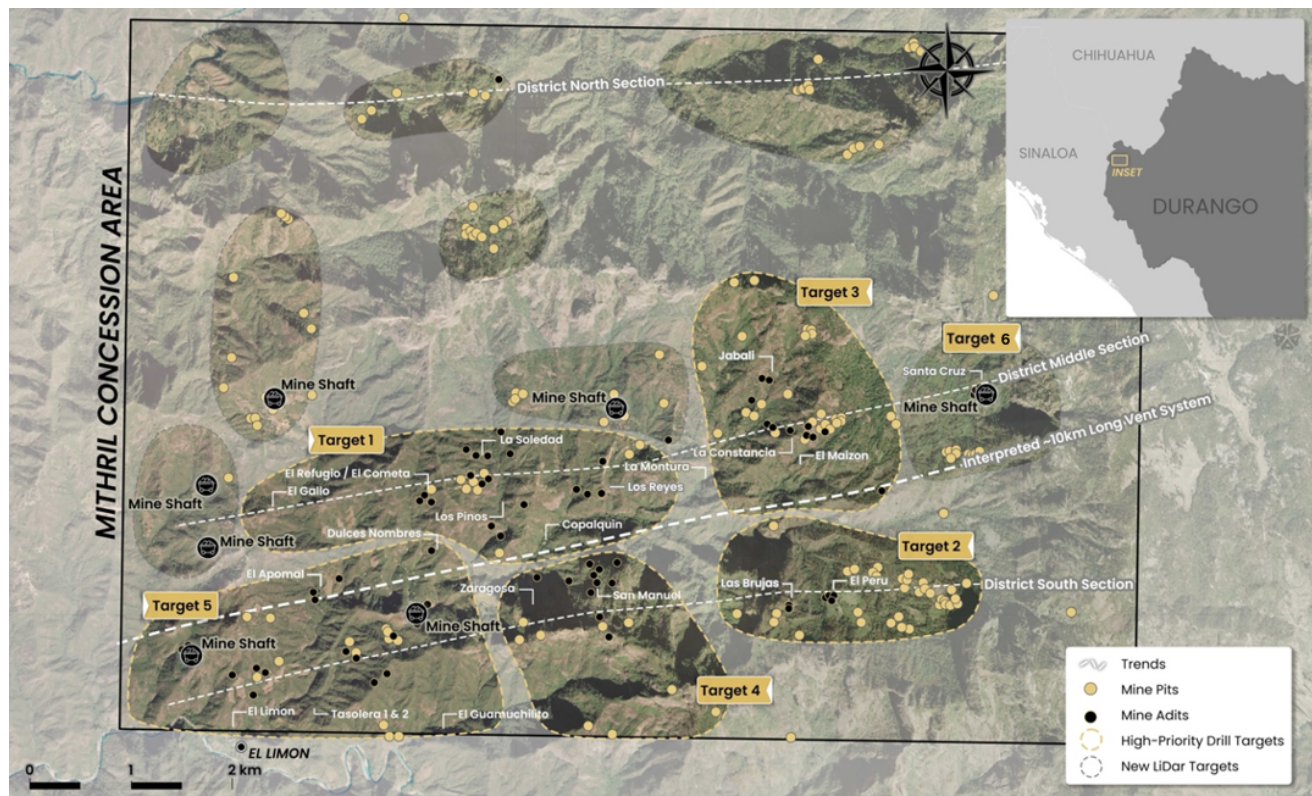 District North Section
CHIHUAHUA
SINALOA
INSET
DURANGO
MITHRIL CONCESSION AREA
Target 3
Target 6
Jabali
Santa Cruz
District Middle Section
Mine Shaft
Mine Shaft
Mine Shaft
Interpreted ~10km Long Vent System
Target 1
La Soledad
La Constancia
El Maizon
El Refugio / El Cometa
La Montura
El Gallo
Los Reyes
Mine Shaft
Los Pinos
Copalquin
Dulces Nombres
Mine Shaft
Target 2
El Apomal
Zaragosa
San Manuel
Las Brujas
El Peru
District South Section
Target 5
Mine Shaft
Mine Shaft
Target 4
El Limon
Tasolera 1 & 2
El Guamuchilito
EL LIMON
0
1
2 km
Trends
Mine Pits
Mine Adits
High-Priority Drill Targets
New LiDar Targets